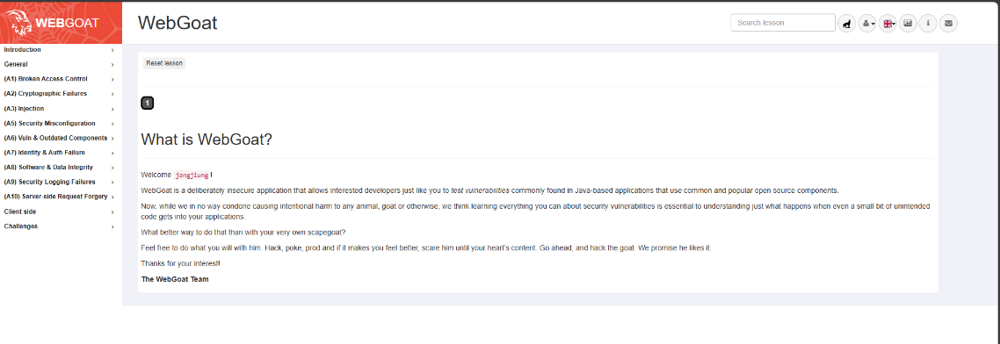 WEBGOAT
WebGoat
Search lesson
Introduction
General
(A1) Broken Access Control
(A2) Cryptographic Failures
(A3) Injection
(A5) Security Misconfiguration
(A6) Vuln & Outdated Components
(A7) Identity & Auth Failure
(A8) Software & Data Integrity
(A9) Security Logging Failures
(A10) Server-side Request Forgery
Client side
Challenges
Reset lesson
1
What is WebGoat?
Welcome jangjiung!
WebGoat is a deliberately insecure application that allows interested developers just like you to test vulnerabilities commonly found in Java-based applications that use common and popular open source components.
Now, while we in no way condone causing intentional harm to any animal, goat or otherwise, we think learning everything you can about security vulnerabilities is essential to understanding just what happens when even a small bit of unintended
code gets into your applications.
What better way to do that than with your very own scapegoat?
Feel free to do what you will with him. Hack, poke, prod and if it makes you feel better, scare him until your heart's content. Go ahead, and hack the goat. We promise he likes it.
Thanks for your interest!
The WebGoat Team